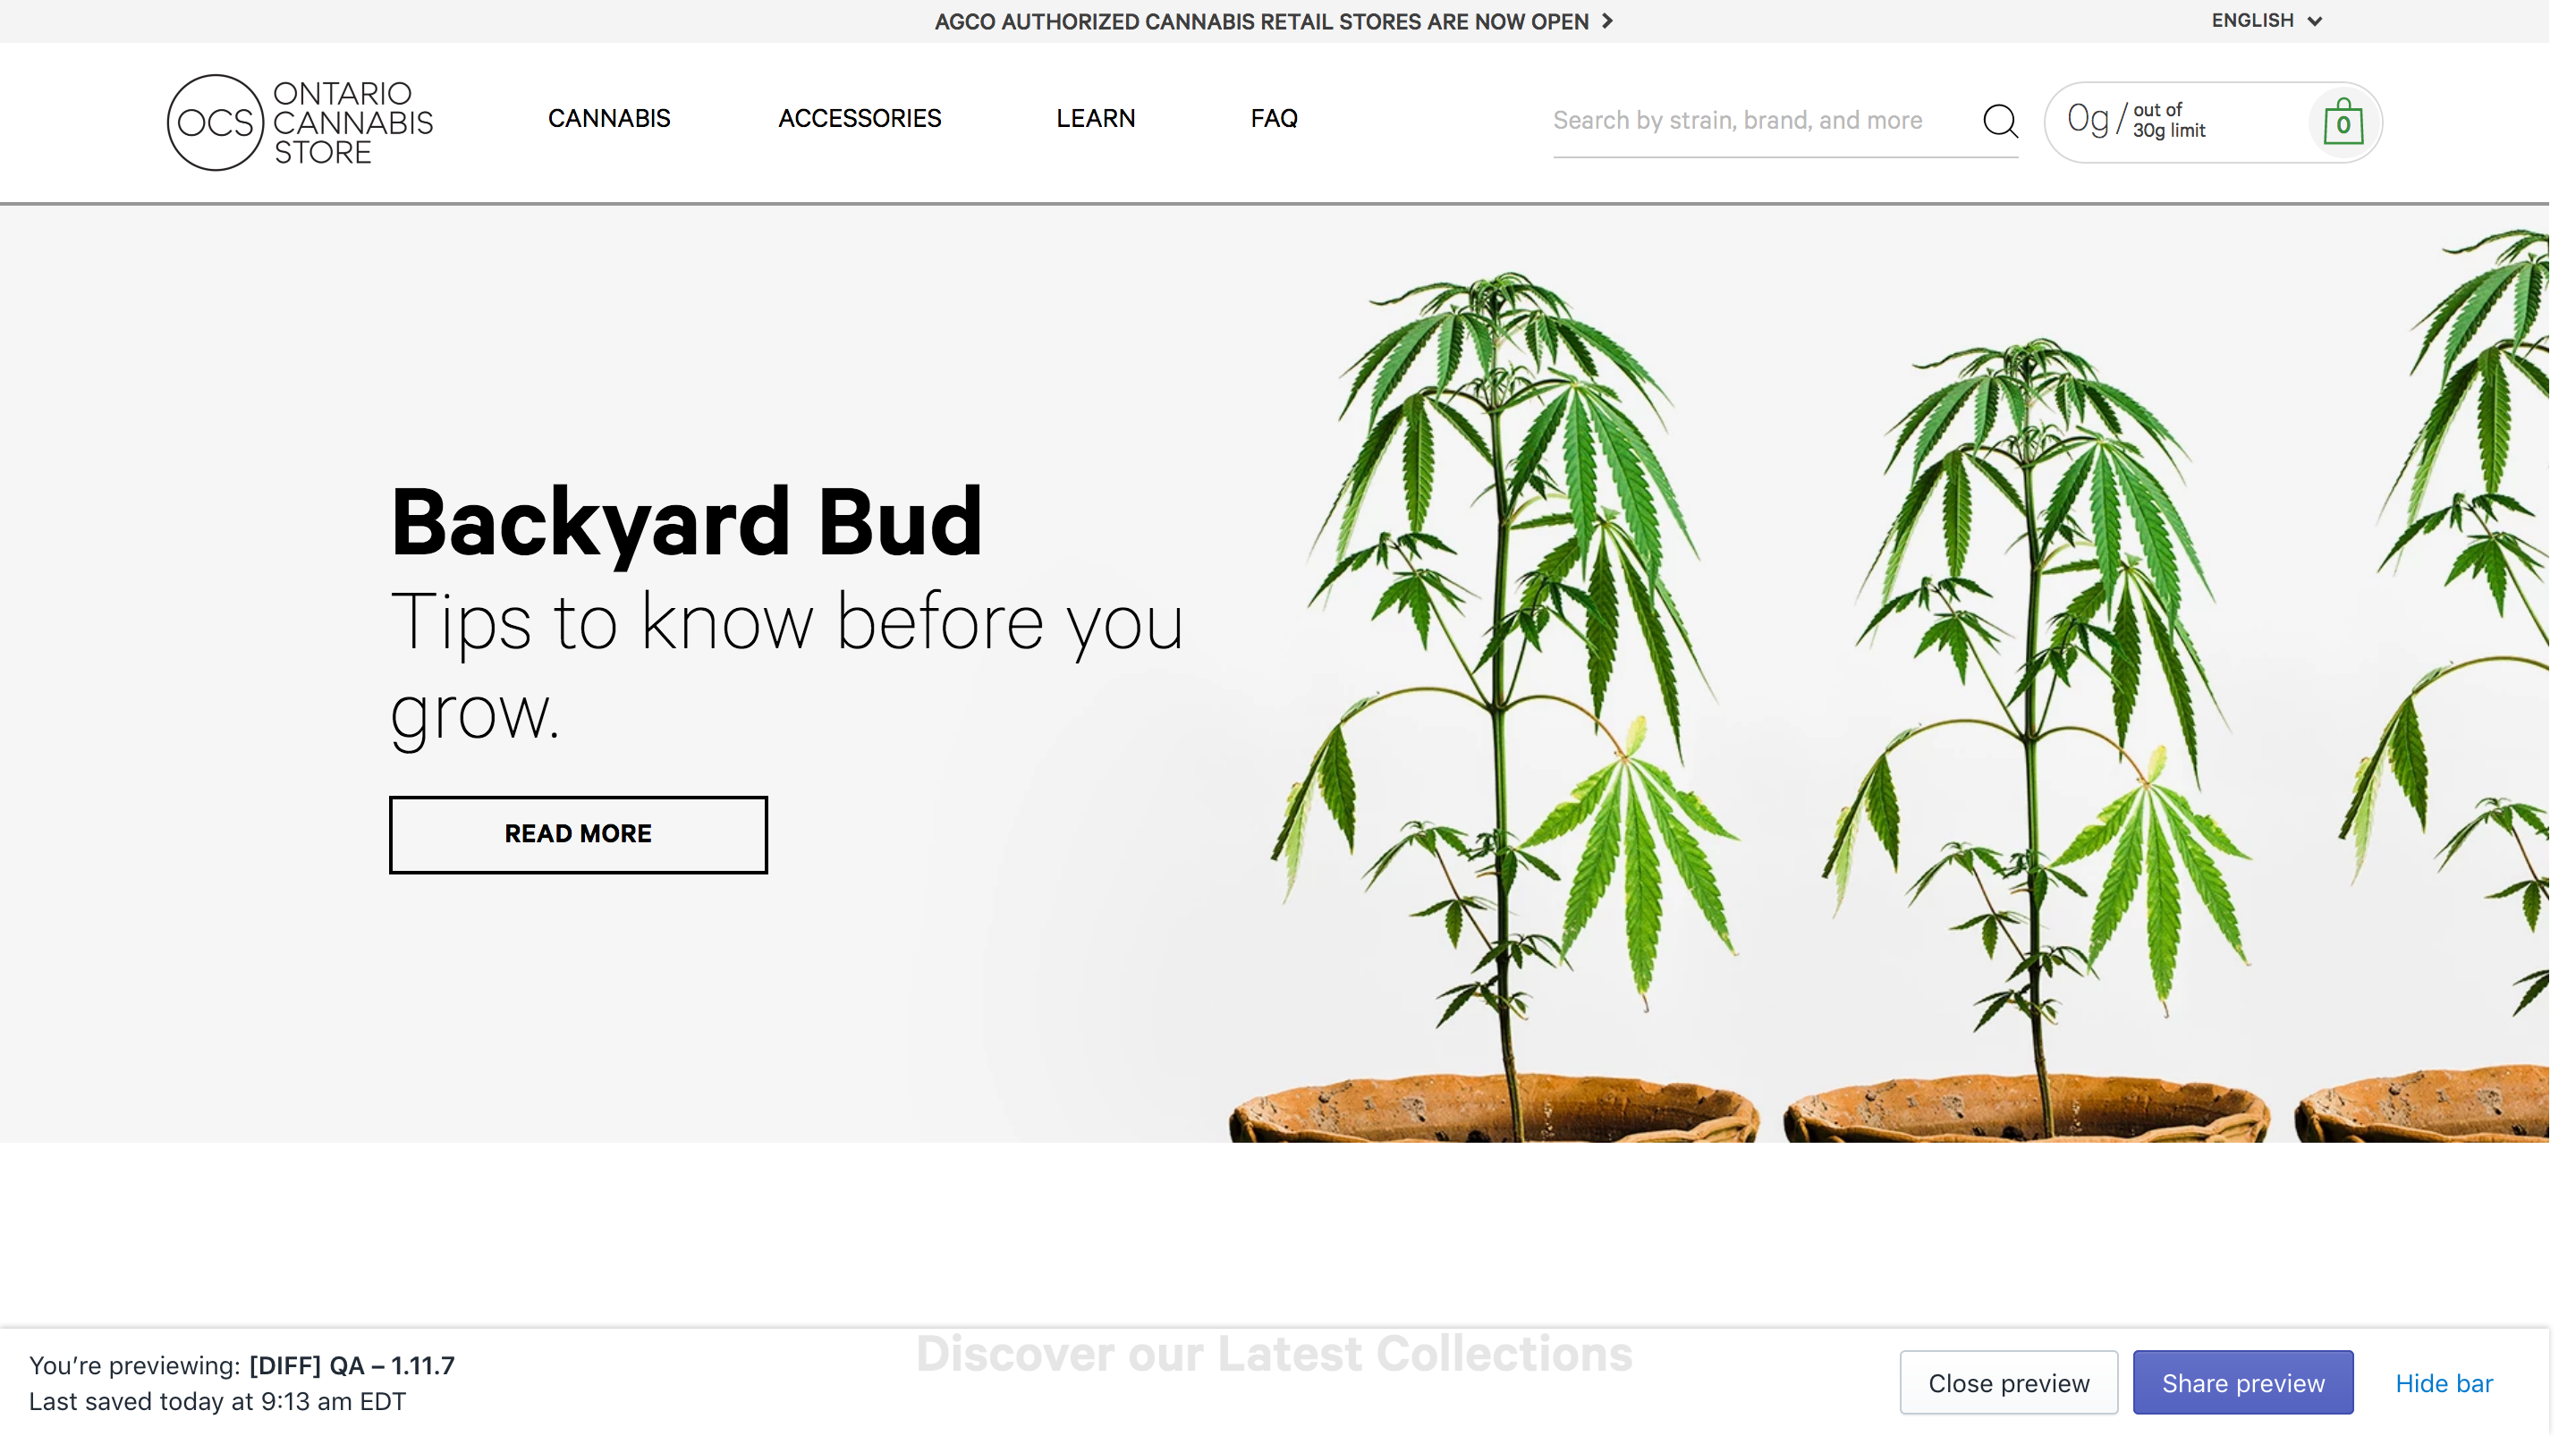 AGCO AUTHORIZED CANNABIS RETAIL STORES ARE NOW OPEN
ENGLISH
OCS
ONTARIO
CANNABIS
STORE
CANNABIS
ACCESSORIES
LEARN
FAQ
Search by strain, brand, and more
0g/ out of
30g limit
0
Backyard Bud
Tips to know before you
grow.
READ MORE
Discover our Latest Collections
You're previewing: [DIFF] QA – 1.11.7
Last saved today at 9:13 am EDT
Close preview
Share preview
Hide bar